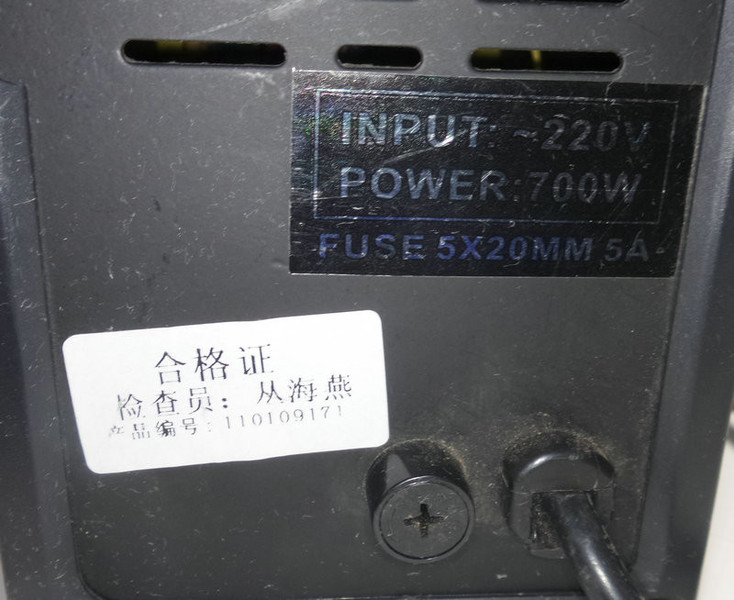 INPUT: ~220V
POWER:700W
FUSE 5X20MM 5A
合格证
检查员：从海燕
产品编号：110109171